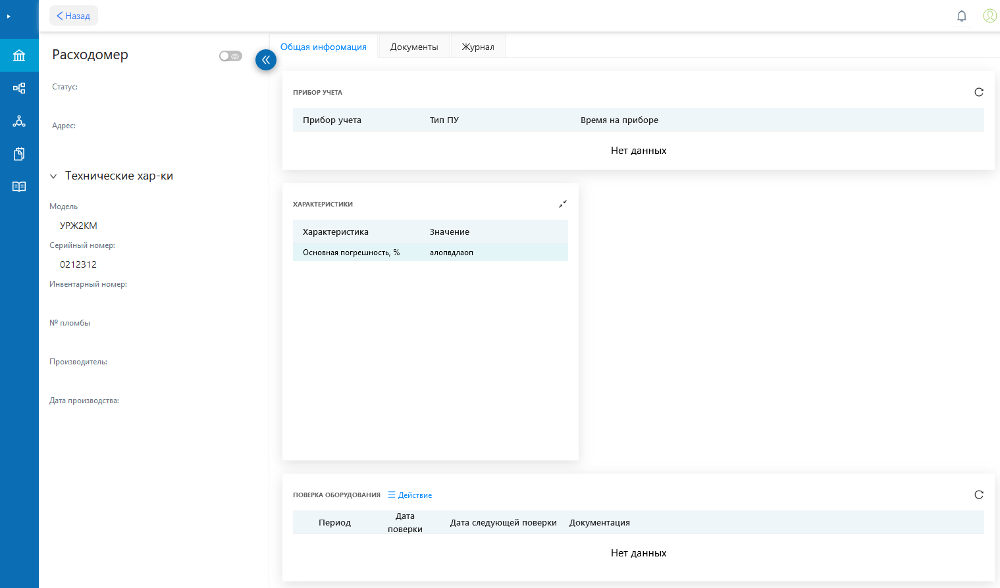 Назад
Расходомер
Статус:
Адрес:
Технические хар-ки
Модель
УРЖ2КМ
Серийный номер:
0212312
Инвентарный номер:
№ пломбы
Производитель:
Дата производства:
Общая информация Документы Журнал
ПРИБОР УЧЕТА
Прибор учета Тип ПУ Время на приборе
Нет данных
ХАРАКТЕРИСТИКИ
Характеристика Значение
Основная погрешность, % алопвдлаоп
ПОВЕРКА ОБОРУДОВАНИЯ Действие
Период Дата поверки Дата следующей поверки Документация
Нет данных